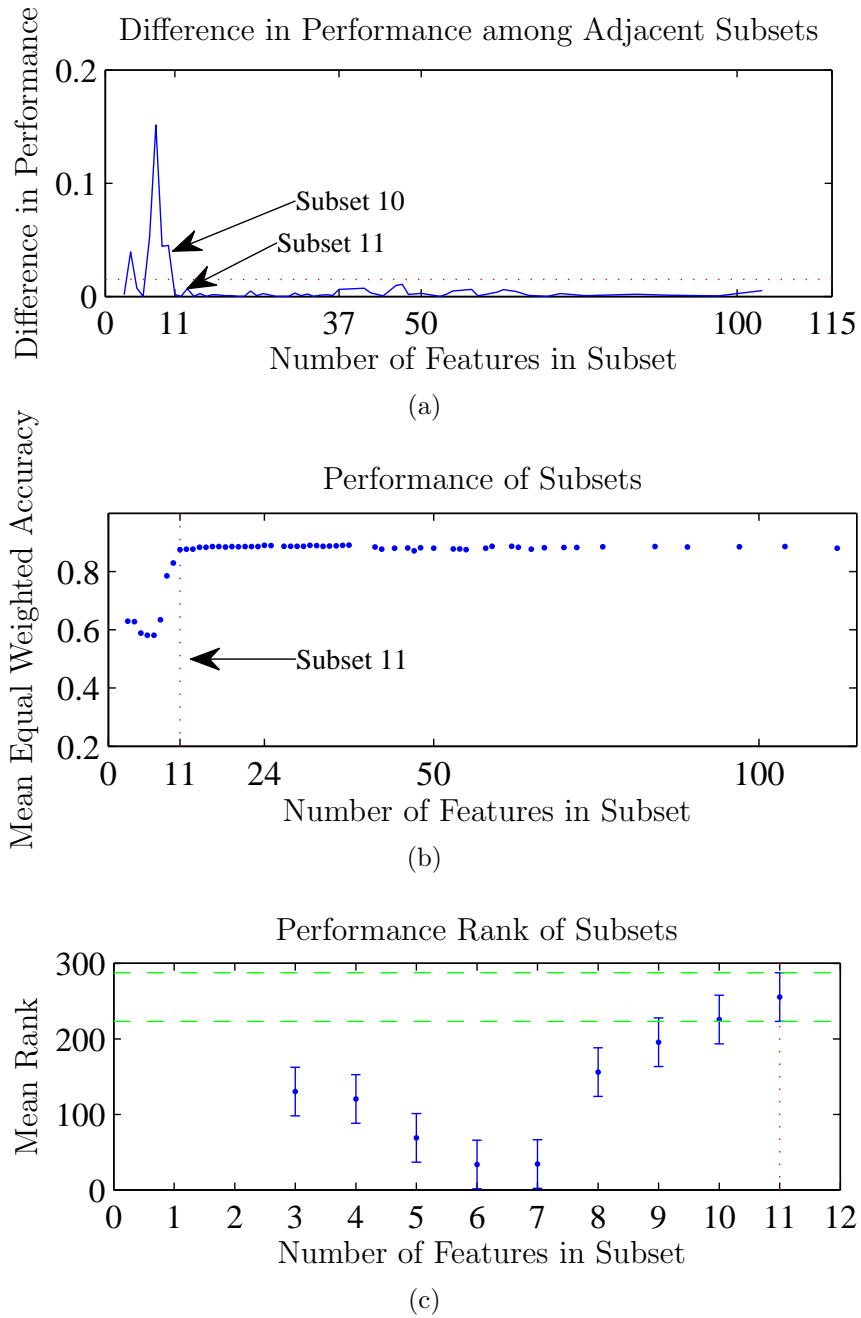 Difference in Performance among Adjacent Subsets
Difference in Performance
0.2
0.1
0
Subset 10
Subset 11
0 11 37 50 100 115
Number of Features in Subset
(a)
Performance of Subsets
Mean Equal Weighted Accuracy
0.8
0.6
0.4
0.2
Subset 11
0 11 24 50 100
Number of Features in Subset
(b)
Performance Rank of Subsets
Mean Rank
300
200
100
0
0 1 2 3 4 5 6 7 8 9 10 11 12
Number of Features in Subset
(c)